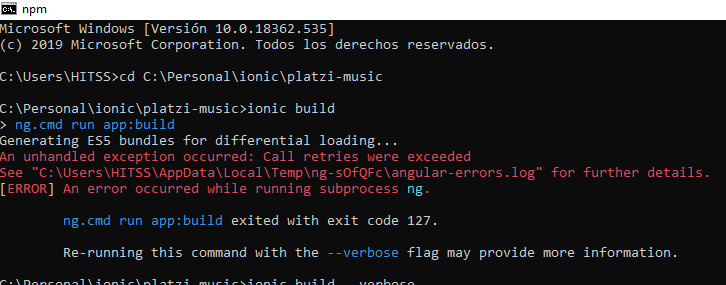 npm
Microsoft Windows [Versión 10.0.18362.535]
(c) 2019 Microsoft Corporation. Todos los derechos reservados.
C:\Users\HITSS>cd C:\Personal\ionic\platzi-music
C:\Personal\ionic\platzi-music>ionic build
> ng.cmd run app:build
Generating ES5 bundles for differential loading...
An unhandled exception occurred: Call retries were exceeded
See "C:\Users\HITSS\AppData\Local\Temp\ng-sOfQFc\angular-errors.log" for further details.
[ERROR] An error occurred while running subprocess ng.
ng.cmd run app:build exited with exit code 127.
Re-running this command with the --verbose flag may provide more information.
C:\Personal\ionic\platzi-music>ionic build --verbose